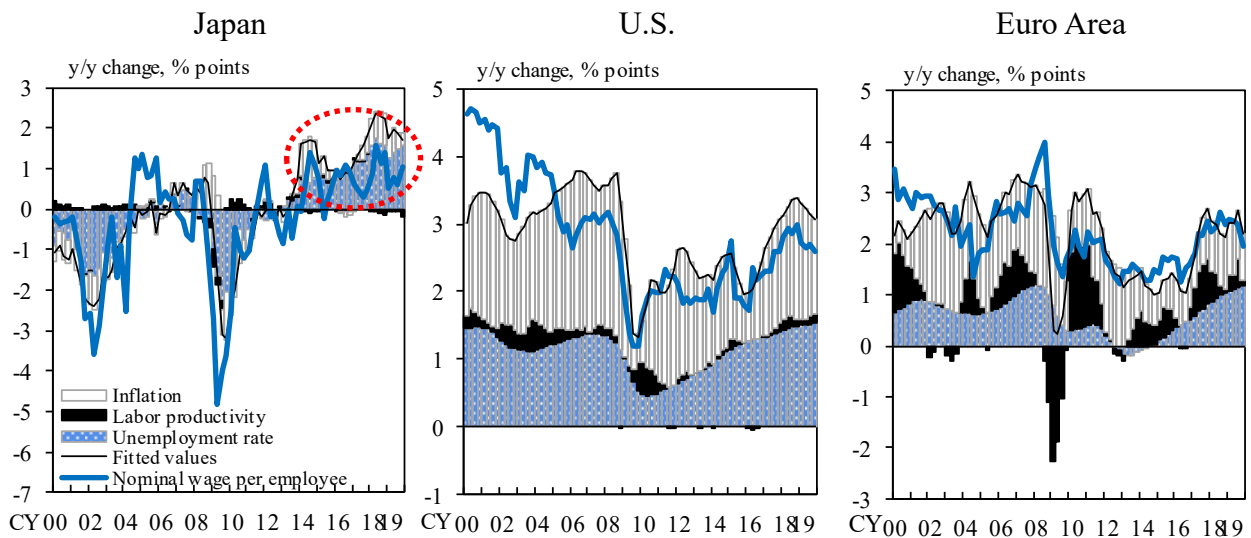 Japan
y/y change, % points
3
2
1
0
-1
-2
-3
-4
-5
-6
-7
Inflation
Labor productivity
Unemployment rate
Fitted values
Nominal wage per employee
CY 00 02 04 06 08 10 12 14 16 18 19
U.S.
y/y change, % points
5
4
3
2
1
0
-1
CY 00 02 04 06 08 10 12 14 16 18 19
Euro Area
y/y change, % points
5
4
3
2
1
0
-1
-2
-3
CY 00 02 04 06 08 10 12 14 16 18 19